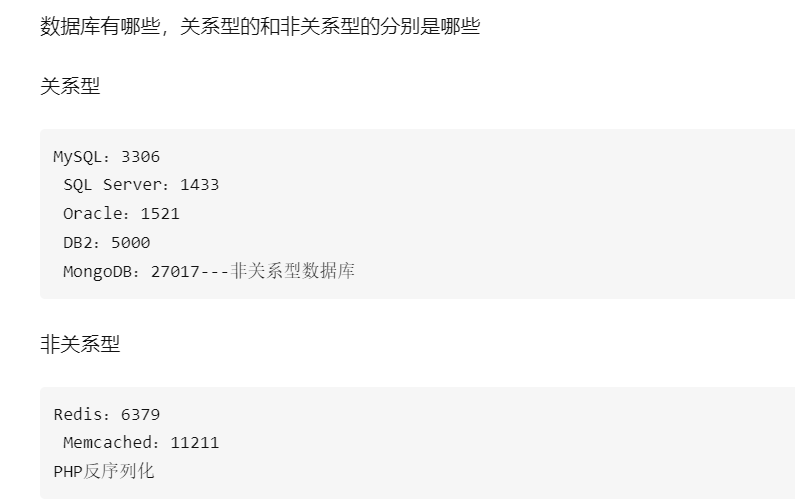 数据库有哪些，关系型的和非关系型的分别是哪些
关系型
MySQL：3306
SQL Server：1433
Oracle：1521
DB2：5000
MongoDB：27017---非关系型数据库
非关系型
Redis：6379
Memcached：11211
PHP反序列化